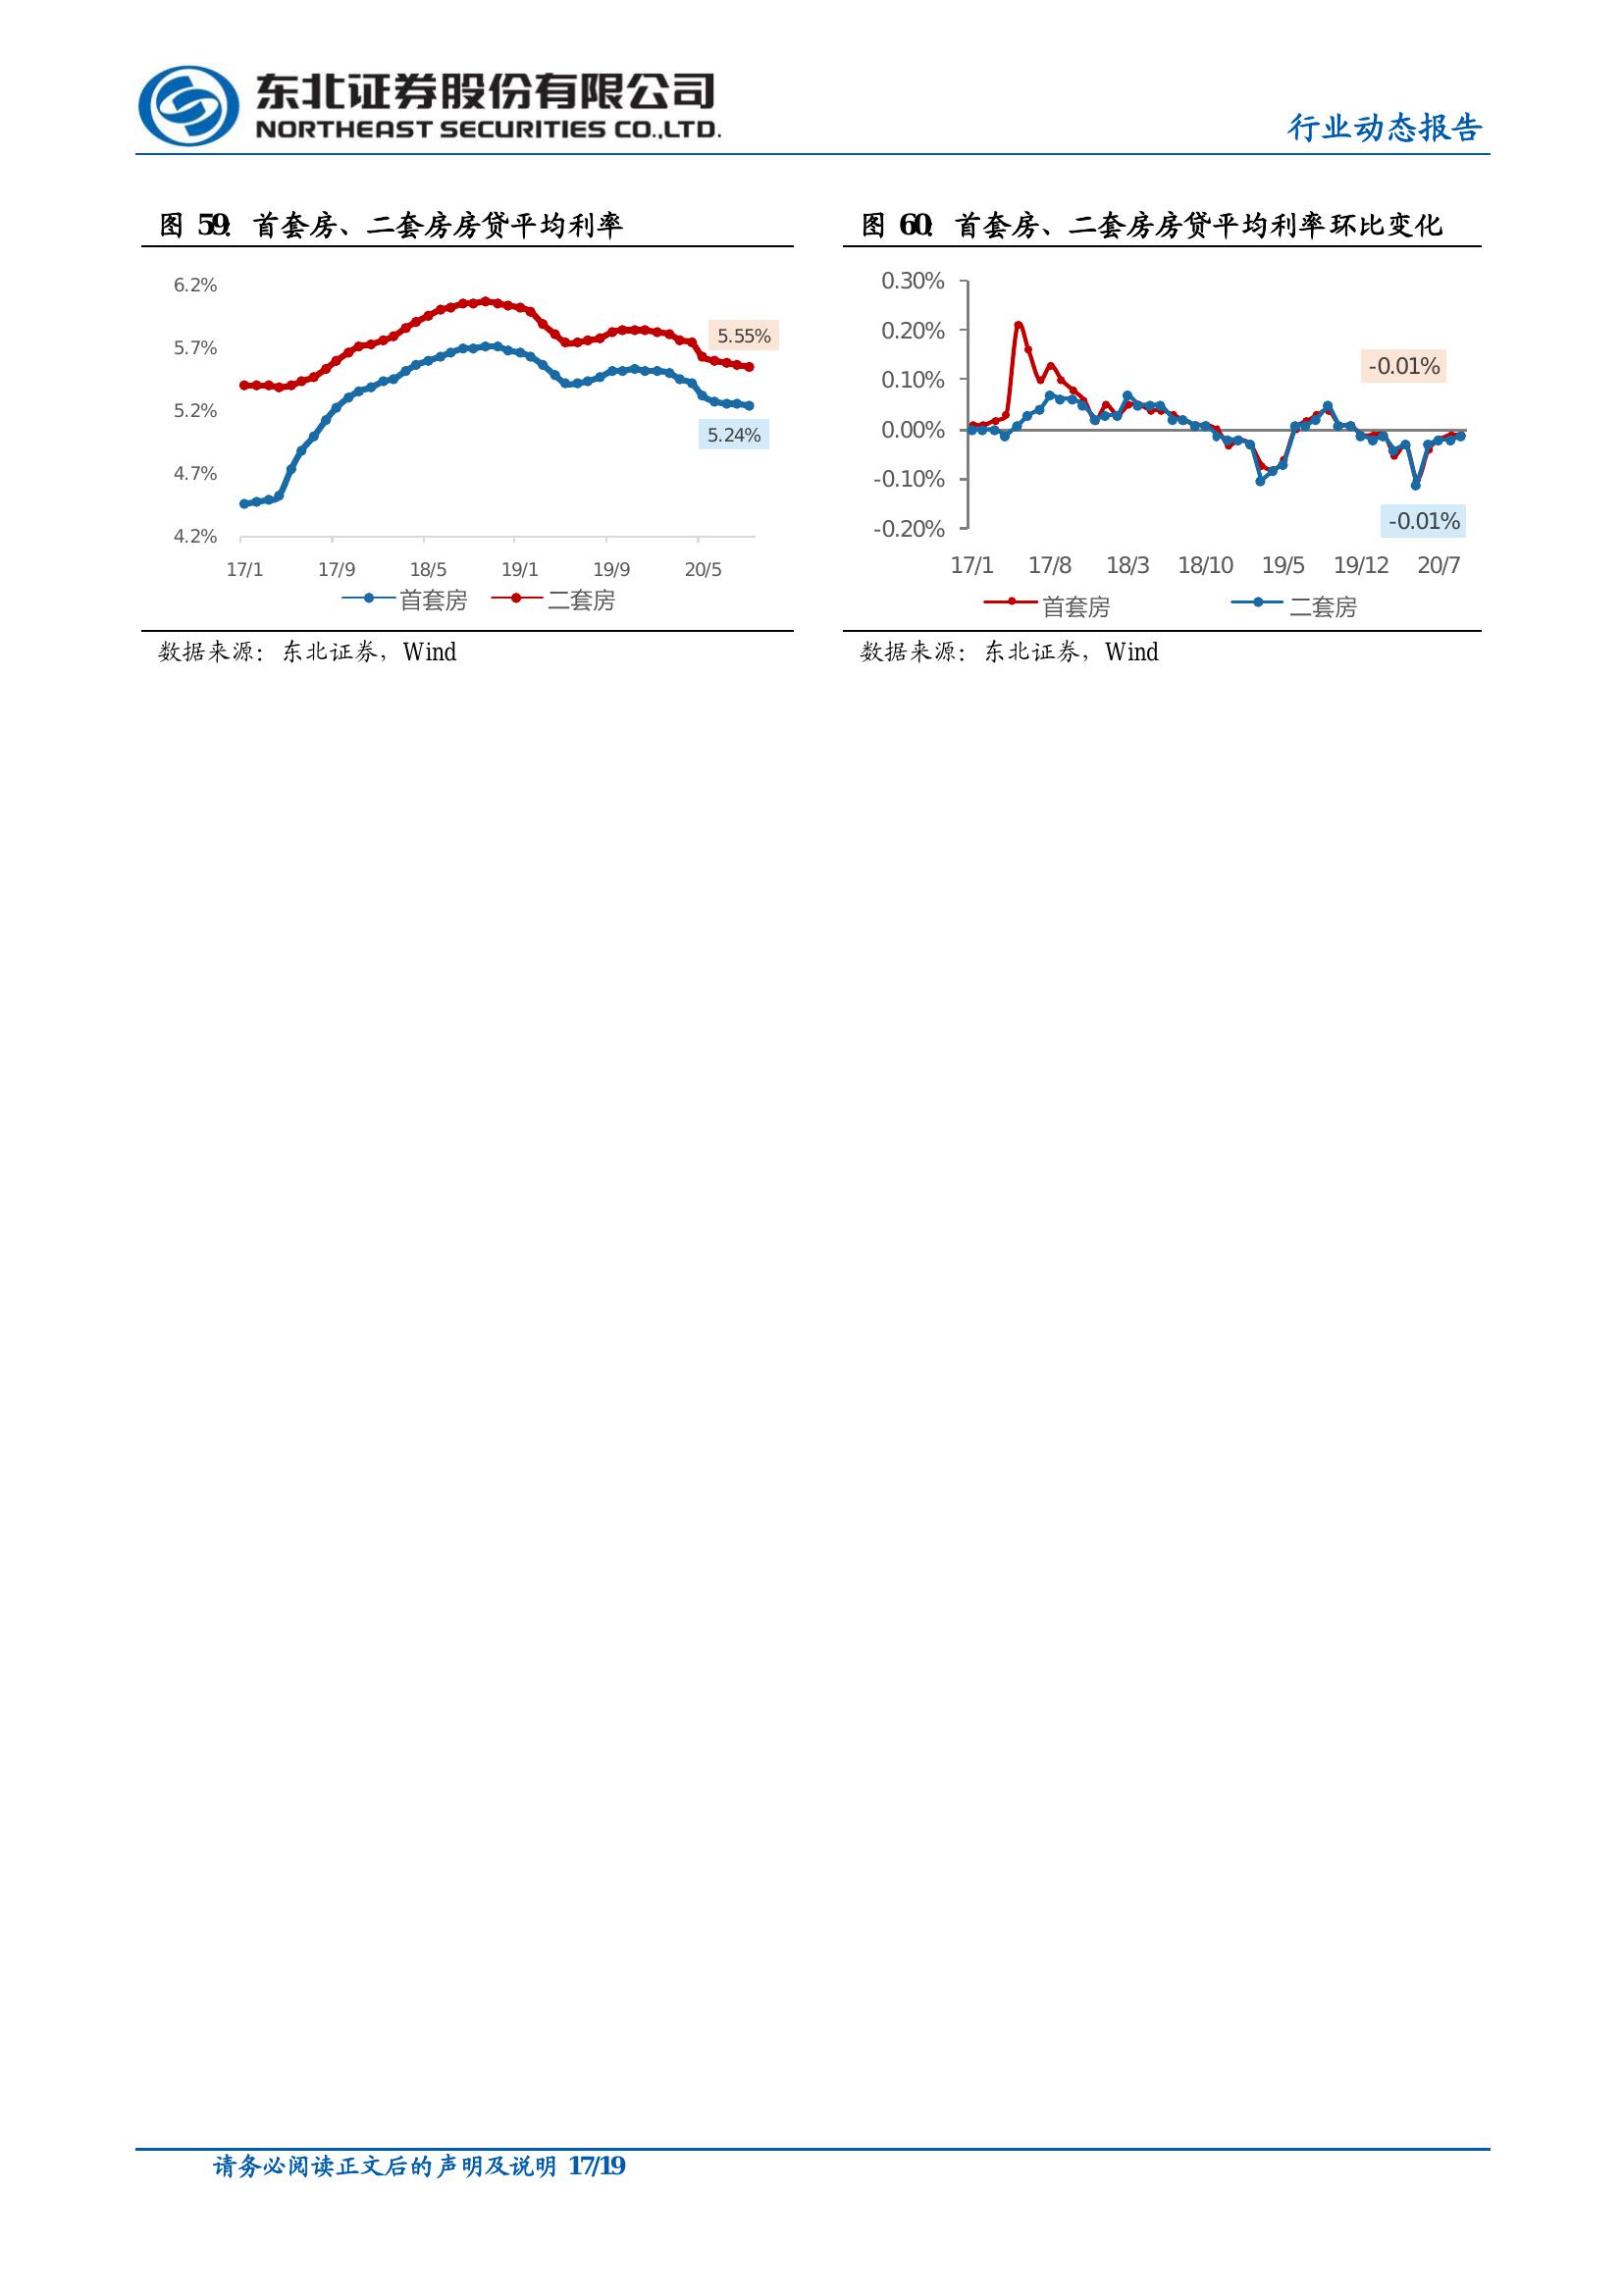 东北证券股份有限公司
NORTHEAST SECURITIES CO.,LTD.
行业动态报告
图 59: 首套房、二套房房贷平均利率
6.2%
5.7%
5.2%
4.7%
4.2%
5.55%
5.24%
17/1 17/9 18/5 19/1 19/9 20/5
首套房 二套房
数据来源：东北证券，Wind
图 60: 首套房、二套房房贷平均利率环比变化
0.30%
0.20%
0.10%
0.00%
-0.10%
-0.20%
-0.01%
-0.01%
17/1 17/8 18/3 18/10 19/5 19/12 20/7
首套房 二套房
数据来源：东北证券，Wind
请务必阅读正文后的声明及说明 17/19